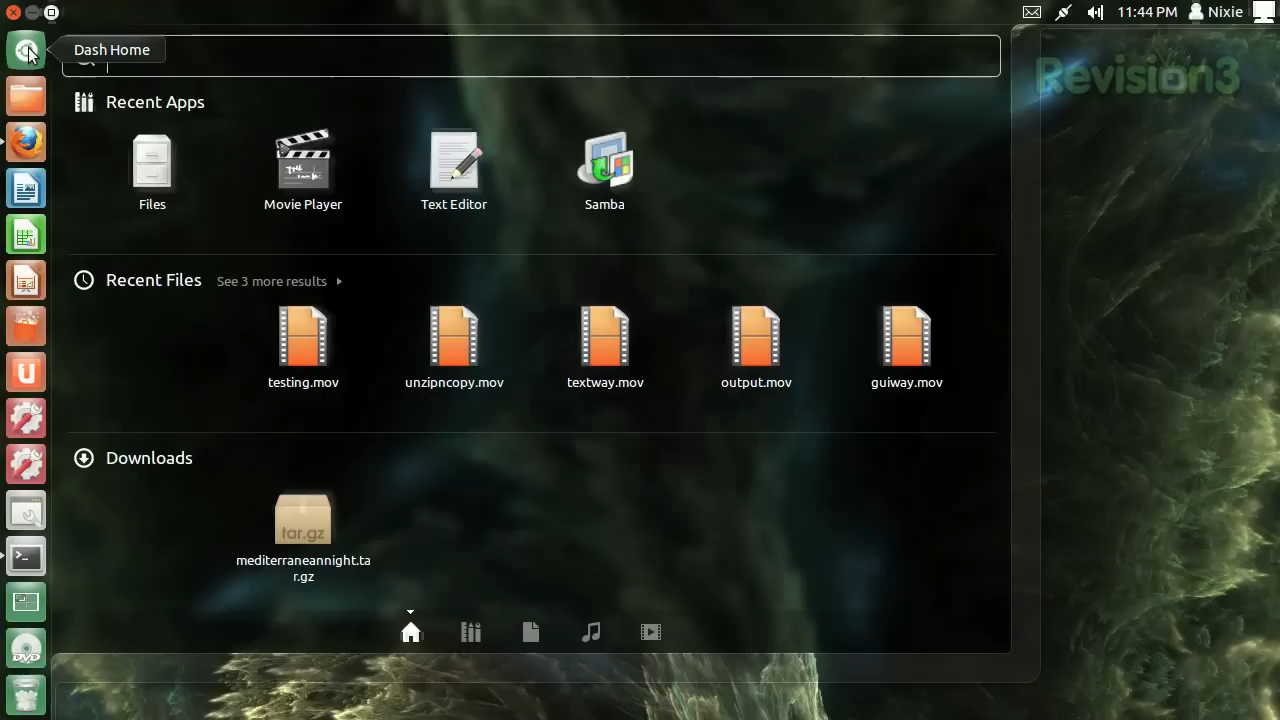 11:44 PM Nixie
Dash Home
Revision3
Recent Apps
Files
Movie Player
Text Editor
Samba
Recent Files See 3 more results
testing.mov
unzipncopy.mov
textway.mov
output.mov
guiway.mov
Downloads
tar.gz
mediterraneannight.ta
r.gz
U
>_
DVD